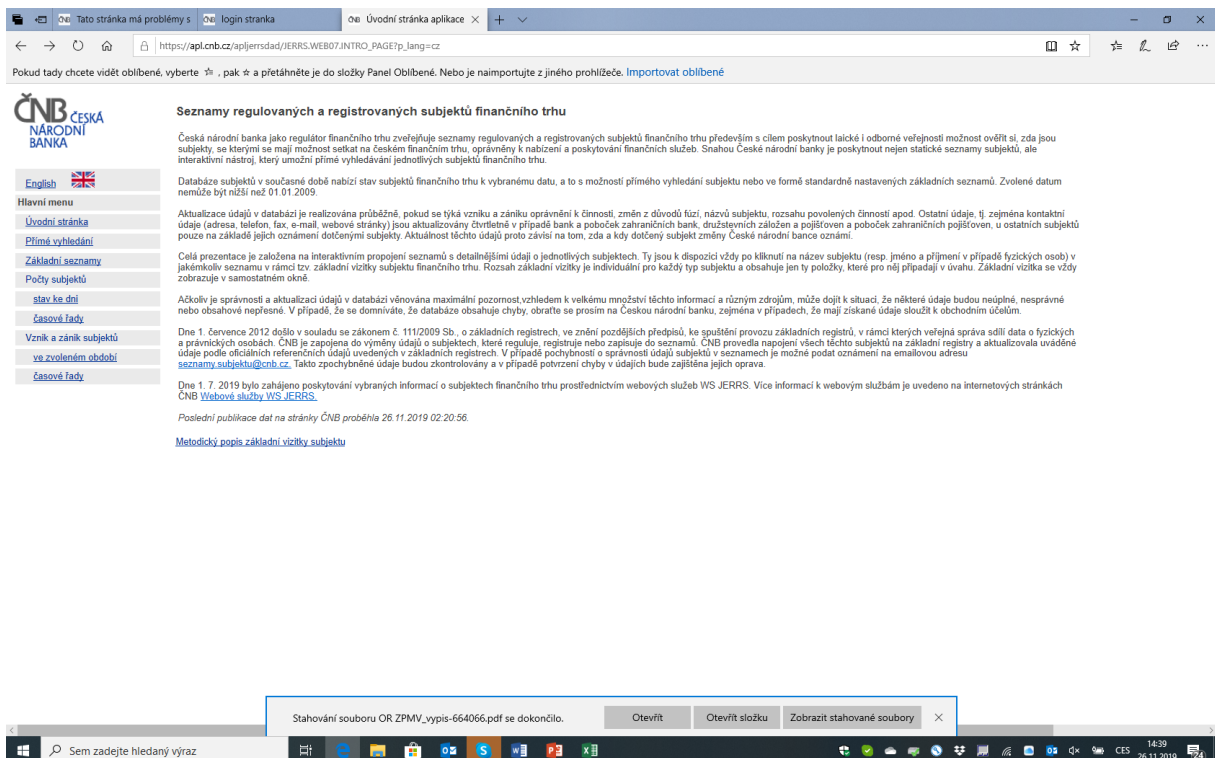 Tato stránka má problémy s
login stranka
Úvodní stránka aplikace
https://apl.cnb.cz/apljerrsdad/JERRS.WEB07.INTRO_PAGE?p_lang=cz
Pokud tady chcete vidět oblíbené, vyberte , pak a přetáhněte je do složky Panel Oblíbené. Nebo je naimportujte z jiného prohlížeče. Importovat oblíbené
ČNB ČESKÁ
NÁRODNÍ
BANKA
English
Hlavní menu
Úvodní stránka
Přímé vyhledání
Základní seznamy
Počty subjektů
stav ke dni
časové řady
Vznik a zánik subjektů
ve zvoleném období
časové řady
Seznamy regulovaných a registrovaných subjektů finančního trhu
Česká národní banka jako regulátor finančního trhu zveřejňuje seznamy regulovaných a registrovaných subjektů finančního trhu především s cílem poskytnout laické i odborné veřejnosti možnost ověřit si, zda jsou
subjekty, se kterými se mají možnost setkat na českém finančním trhu, oprávněny k nabízení a poskytování finančních služeb. Snahou České národní banky je poskytnout nejen statické seznamy subjektů, ale
interaktivní nástroj, který umožní přímé vyhledávání jednotlivých subjektů finančního trhu.
Databáze subjektů v současné době nabízí stav subjektů finančního trhu k vybranému datu, a to s možností přímého vyhledání subjektu nebo ve formě standardně nastavených základních seznamů. Zvolené datum
nemůže být nižší než 01.01.2009.
Aktualizace údajů v databázi je realizována průběžně, pokud se týká vzniku a zániku oprávnění k činnosti, změn z důvodů fúzí, názvů subjektu, rozsahu povolených činností apod. Ostatní údaje, tj. zejména kontaktní
údaje (adresa, telefon, fax, e-mail, webové stránky) jsou aktualizovány čtvrtletně v případě bank a poboček zahraničních bank, družstevních záložen a pojišťoven a poboček zahraničních pojišťoven, u ostatních subjektů
pouze na základě jejich oznámení dotčenými subjekty. Aktuálnost těchto údajů proto závisí na tom, zda a kdy dotčený subjekt změny České národní bance oznámí.
Celá prezentace je založena na interaktivním propojení seznamů s detailnějšími údaji o jednotlivých subjektech. Ty jsou k dispozici vždy po kliknutí na název subjektu (resp. jméno a příjmení v případě fyzických osob) v
jakémkoliv seznamu v rámci tzv. základní vizitky subjektu finančního trhu. Rozsah základní vizitky je individuální pro každý typ subjektu a obsahuje jen ty položky, které pro něj připadají v úvahu. Základní vizitka se vždy
zobrazuje v samostatném okně.
Ačkoliv je správnosti a aktualizaci údajů v databázi věnována maximální pozornost,vzhledem k velkému množství těchto informací a různým zdrojům, může dojít k situaci, že některé údaje budou neúplné, nesprávné
nebo obsahově nepřesné. V případě, že se domníváte, že databáze obsahuje chyby, obraťte se prosím na Českou národní banku, zejména v případech, že mají získané údaje sloužit k obchodním účelům.
Dne 1. července 2012 došlo v souladu se zákonem č. 111/2009 Sb., o základních registrech, ve znění pozdějších předpisů, ke spuštění provozu základních registrů, v rámci kterých veřejná správa sdílí data o fyzických
a právnických osobách. ČNB je zapojena do výměny údajů o subjektech, které reguluje, registruje nebo zapisuje do seznamů. ČNB provedla napojení všech těchto subjektů na základní registry a aktualizovala uváděné
údaje podle oficiálních referenčních údajů uvedených v základních registrech. V případě pochybností o správnosti údajů subjektů v seznamech je možné podat oznámení na emailovou adresu
seznamy.subjektu@cnb.cz. Takto zpochybněné údaje budou zkontrolovány a v případě potvrzení chyby v údajích bude zajištěna jejich oprava.
Dne 1. 7. 2019 bylo zahájeno poskytování vybraných informací o subjektech finančního trhu prostřednictvím webových služeb WS JERRS. Více informací k webovým službám je uvedeno na internetových stránkách
ČNB Webové služby WS JERRS.
Poslední publikace dat na stránky ČNB proběhla 26.11.2019 02:20:56.
Metodický popis základní vizitky subjektu
Stahování souboru OR ZPMV_vypis-664066.pdf se dokončilo.
Otevřít
Otevřít složku
Zobrazit stahované soubory
Sem zadejte hledaný výraz
CES
14:39
26.11.2019